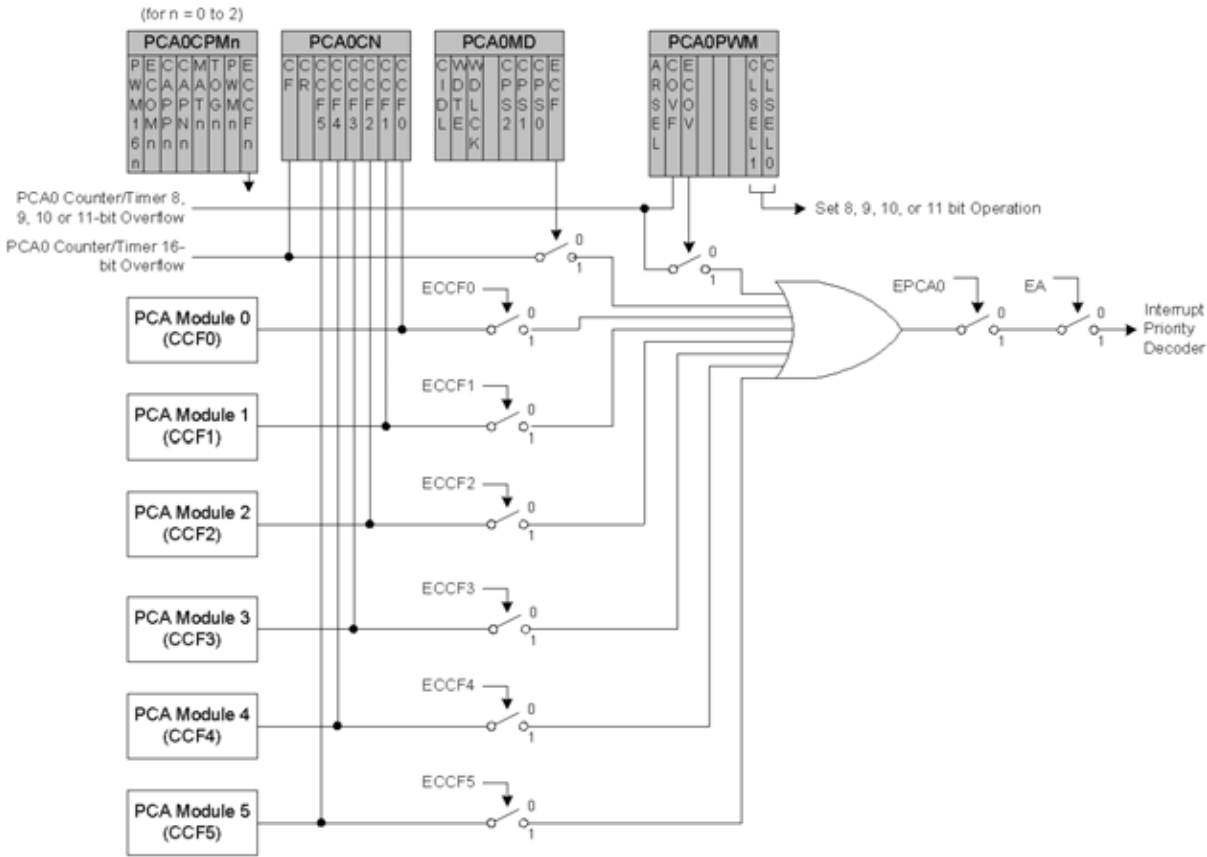 (for n = 0 to 2)
PCA0CPMn
PCA0CN
PCA0MD
PCA0PWM
PWM16n
ECOMn
CAPPn
CAPNn
MATn
TOGn
PWMn
ECCFn
CF
CR
CCF5
CCF4
CCF3
CCF2
CCF1
CCF0
CIDL
WDTE
WDLCK
CPS2
CPS1
CPS0
ECF
ARSEL
COVF
ECOV
CLSEL1
CLSEL0
PCA0 Counter/Timer 8,
9, 10 or 11-bit Overflow
Set 8, 9, 10, or 11 bit Operation
PCA0 Counter/Timer 16-
bit Overflow
0
1
0
1
PCA Module 0
(CCF0)
ECCF0
0
1
EPCA0
0
1
EA
0
1
Interrupt
Priority
Decoder
PCA Module 1
(CCF1)
ECCF1
0
1
PCA Module 2
(CCF2)
ECCF2
0
1
PCA Module 3
(CCF3)
ECCF3
0
1
PCA Module 4
(CCF4)
ECCF4
0
1
PCA Module 5
(CCF5)
ECCF5
0
1